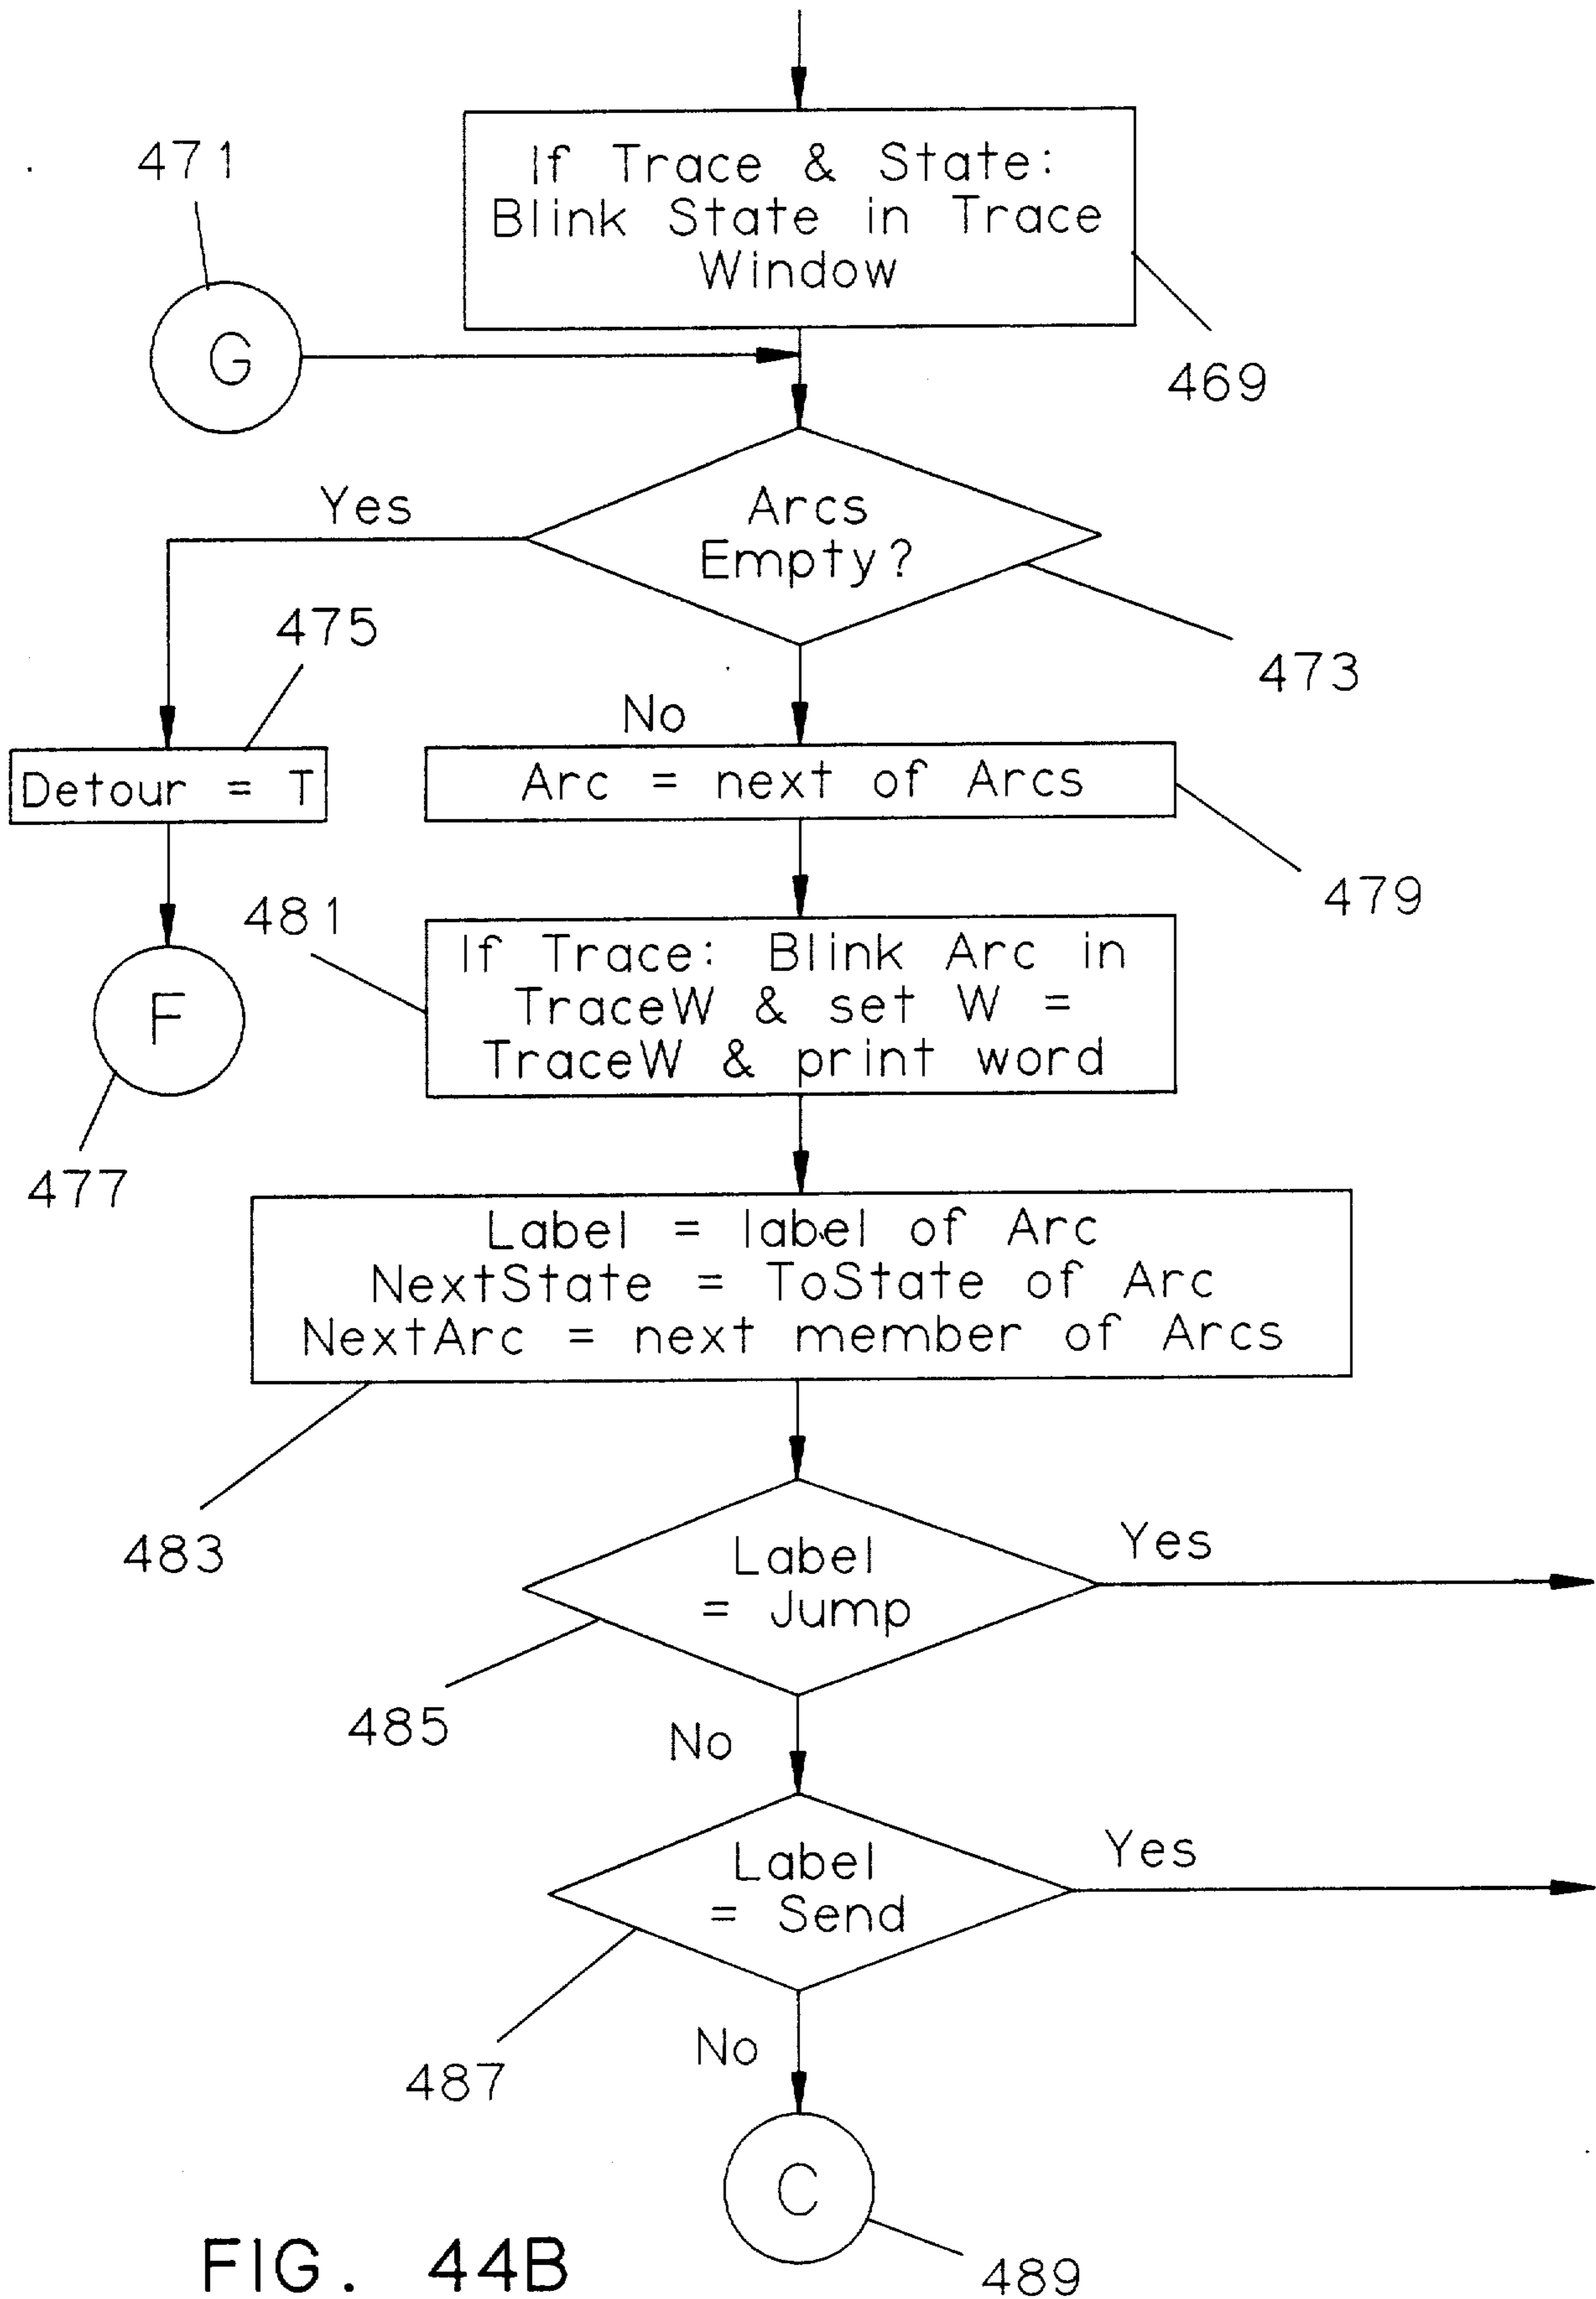 If Trace & State:
Blink State in Trace
Window
471
G
469
Arcs
Empty?
Yes
473
475
No
Detour = T
Arc = next of Arcs
479
481
If Trace: Blink Arc in
TraceW & set W =
TraceW & print word
F
477
Label = label of Arc
NextState = ToState of Arc
NextArc = next member of Arcs
483
Label
= Jump
Yes
485
No
Label
= Send
Yes
487
No
C
489
FIG. 44B